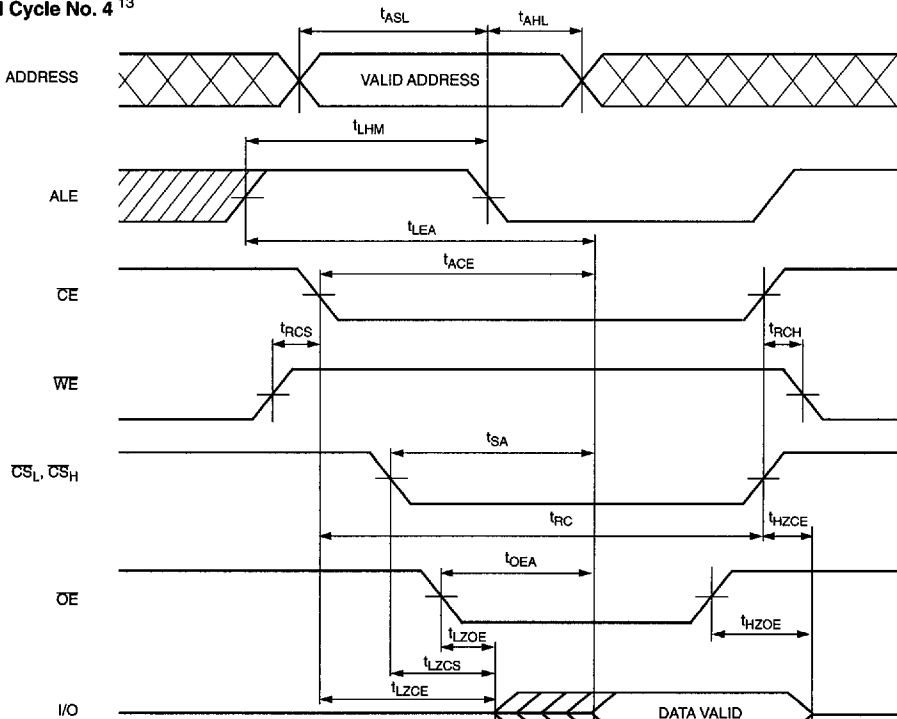 l Cycle No. 4 13
tASL
tAHL
ADDRESS
VALID ADDRESS
tLHM
ALE
tLEA
tACE
CE
tRCS
tRCH
WE
tSA
CSL, CSH
tRC
tHZCE
tOEA
OE
tLZOE
tHZOE
tLZCS
tLZCE
I/O
DATA VALID